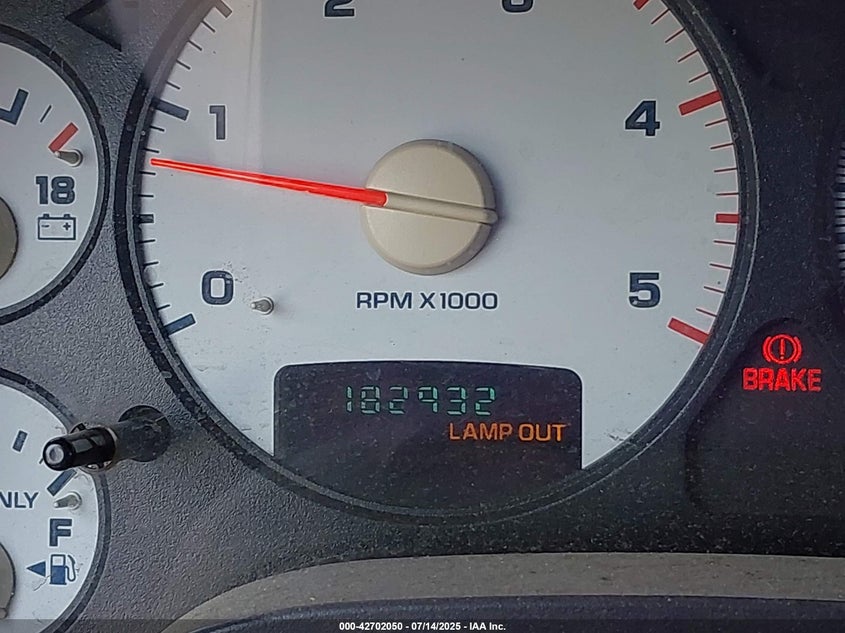 1
2
3
4
5
0
18
RPM X1000
182932
LAMP OUT
BRAKE
NLY
F
000-42702050 - 07/14/2025 - IAA Inc.